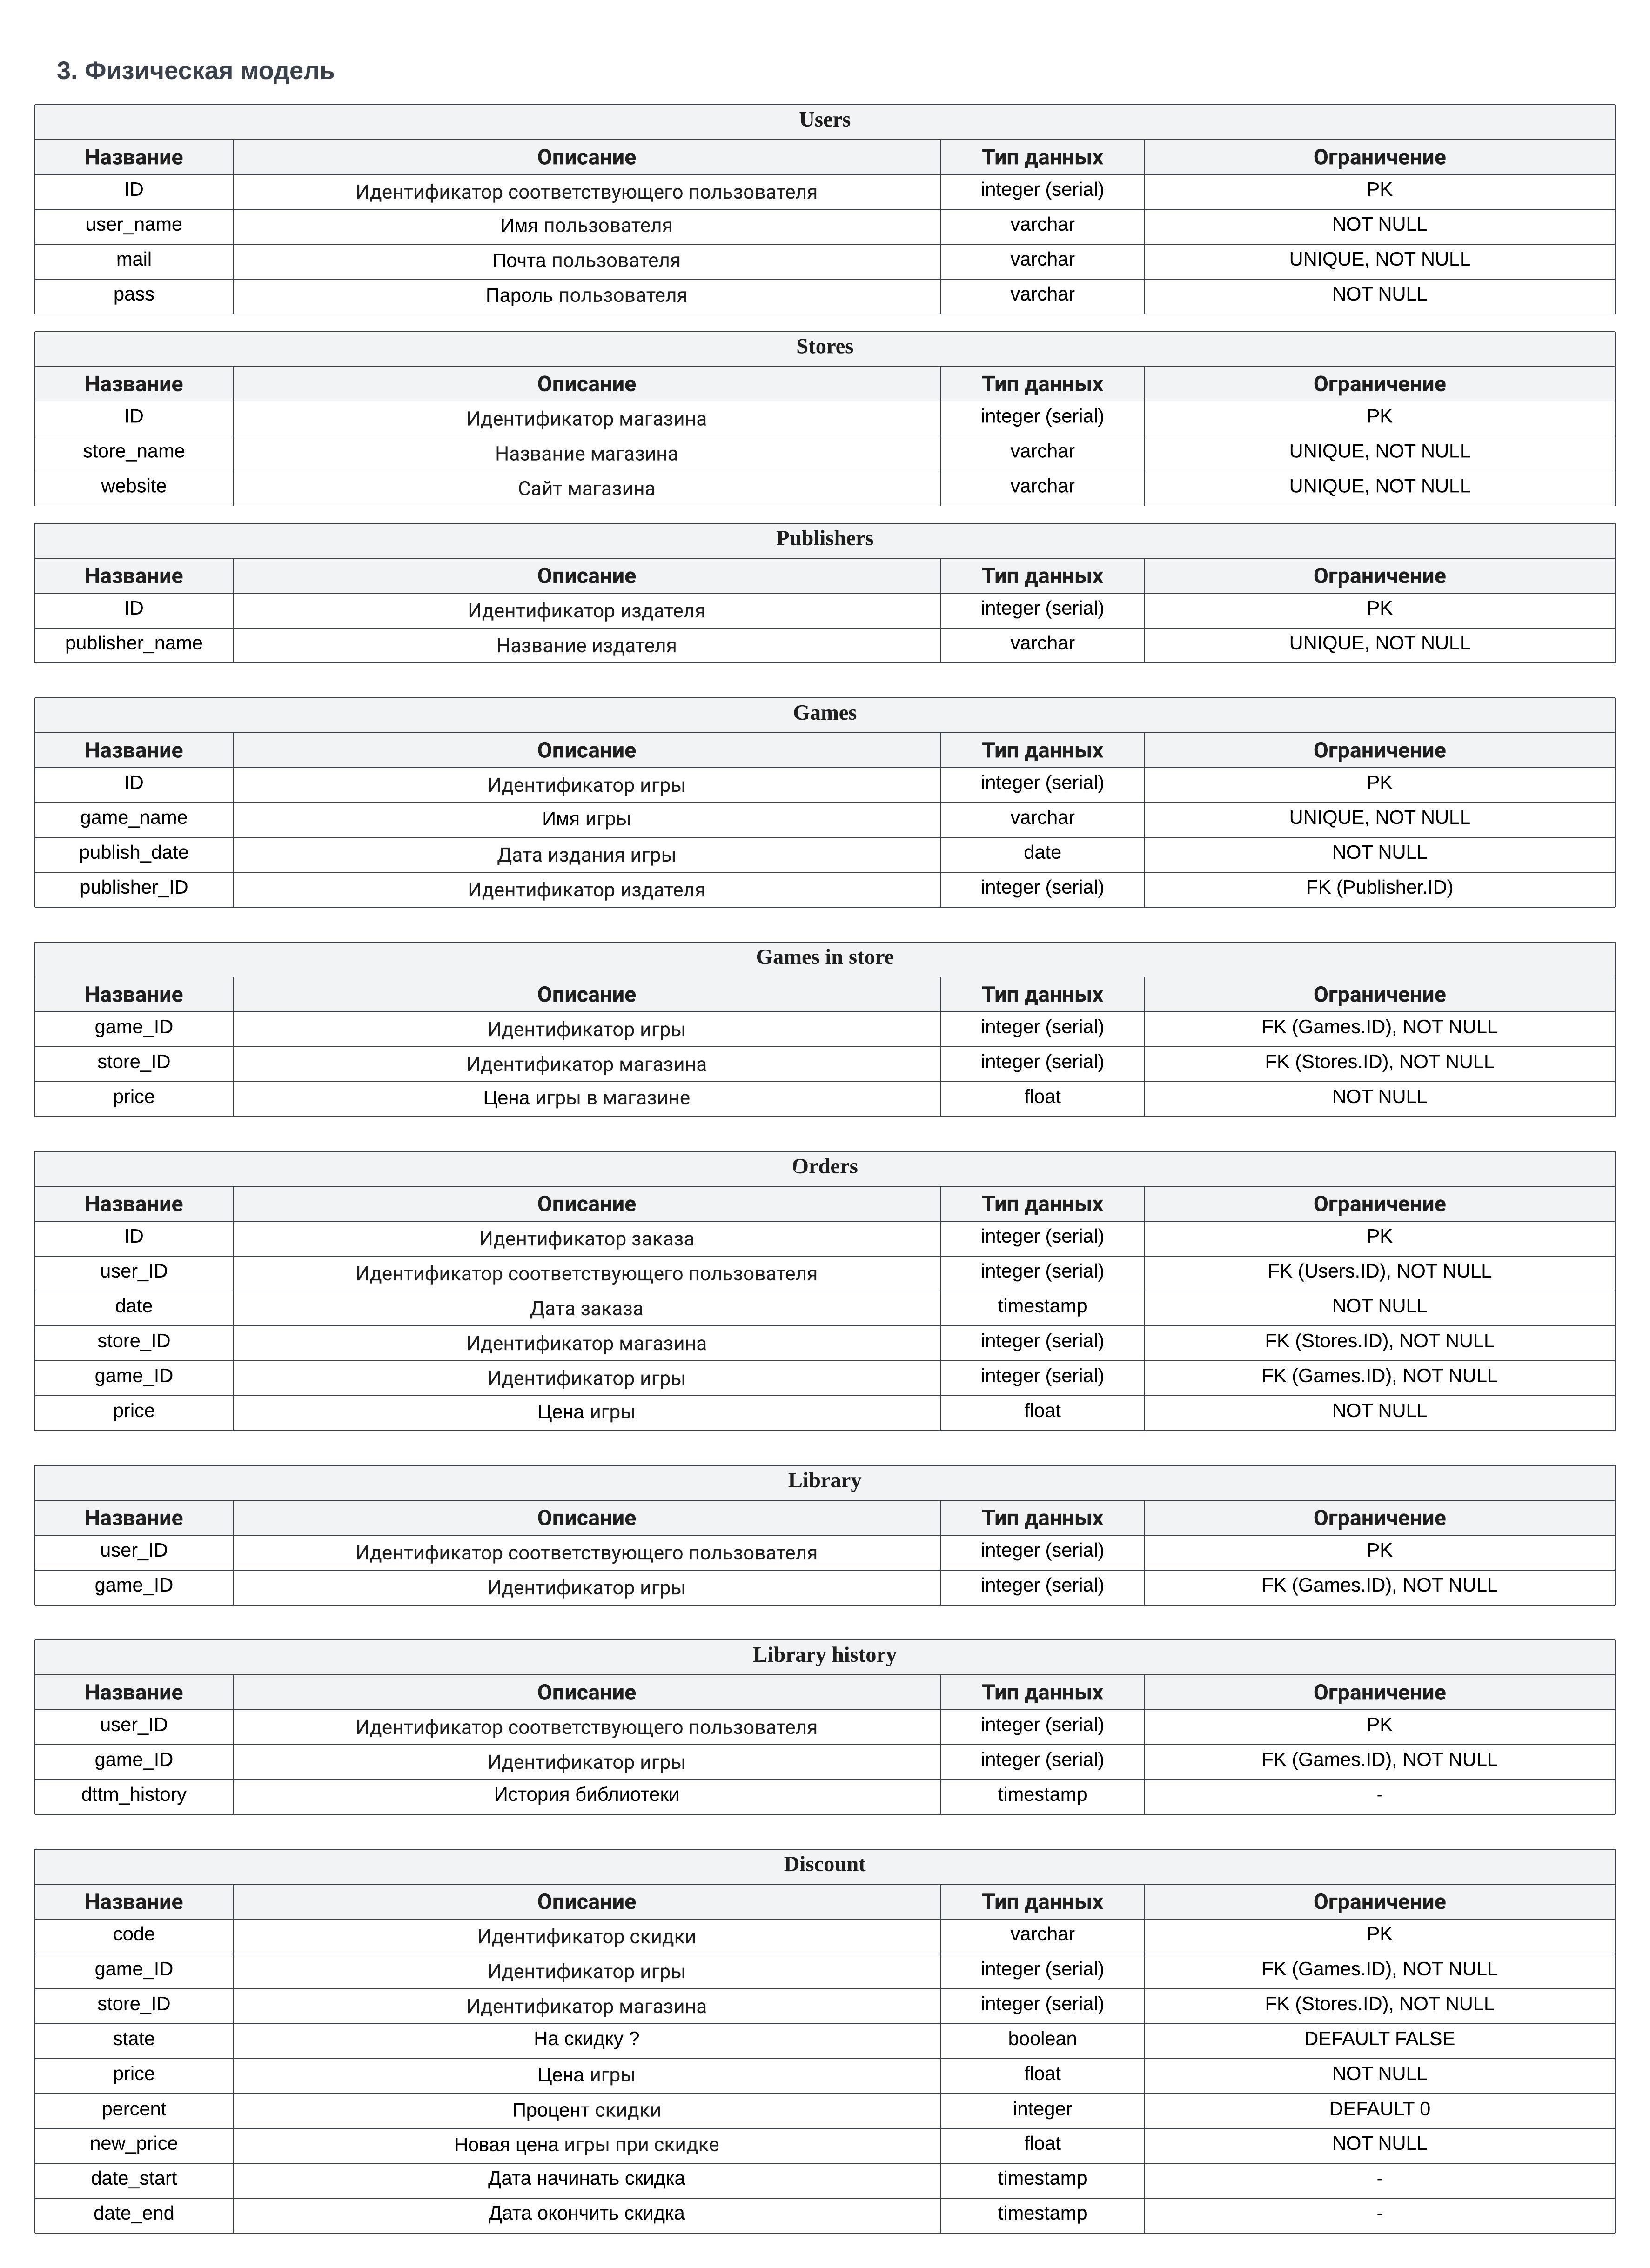 3. Физическая модель
Users
Название Описание Тип данных Ограничение
ID Идентификатор соответствующего пользователя integer (serial) PK
user_name Имя пользователя varchar NOT NULL
mail Почта пользователя varchar UNIQUE, NOT NULL
pass Пароль пользователя varchar NOT NULL
Stores
Название Описание Тип данных Ограничение
ID Идентификатор магазина integer (serial) PK
store_name Название магазина varchar UNIQUE, NOT NULL
website Сайт магазина varchar UNIQUE, NOT NULL
Publishers
Название Описание Тип данных Ограничение
ID Идентификатор издателя integer (serial) PK
publisher_name Название издателя varchar UNIQUE, NOT NULL
Games
Название Описание Тип данных Ограничение
ID Идентификатор игры integer (serial) PK
game_name Имя игры varchar UNIQUE, NOT NULL
publish_date Дата издания игры date NOT NULL
publisher_ID Идентификатор издателя integer (serial) FK (Publisher.ID)
Games in store
Название Описание Тип данных Ограничение
game_ID Идентификатор игры integer (serial) FK (Games.ID), NOT NULL
store_ID Идентификатор магазина integer (serial) FK (Stores.ID), NOT NULL
price Цена игры в магазине float NOT NULL
Orders
Название Описание Тип данных Ограничение
ID Идентификатор заказа integer (serial) PK
user_ID Идентификатор соответствующего пользователя integer (serial) FK (Users.ID), NOT NULL
date Дата заказа timestamp NOT NULL
store_ID Идентификатор магазина integer (serial) FK (Stores.ID), NOT NULL
game_ID Идентификатор игры integer (serial) FK (Games.ID), NOT NULL
price Цена игры float NOT NULL
Library
Название Описание Тип данных Ограничение
user_ID Идентификатор соответствующего пользователя integer (serial) PK
game_ID Идентификатор игры integer (serial) FK (Games.ID), NOT NULL
Library history
Название Описание Тип данных Ограничение
user_ID Идентификатор соответствующего пользователя integer (serial) PK
game_ID Идентификатор игры integer (serial) FK (Games.ID), NOT NULL
dttm_history История библиотеки timestamp -
Discount
Название Описание Тип данных Ограничение
code Идентификатор скидки varchar PK
game_ID Идентификатор игры integer (serial) FK (Games.ID), NOT NULL
store_ID Идентификатор магазина integer (serial) FK (Stores.ID), NOT NULL
state На скидку ? boolean DEFAULT FALSE
price Цена игры float NOT NULL
percent Процент скидки integer DEFAULT 0
new_price Новая цена игры при скидке float NOT NULL
date_start Дата начинать скидка timestamp -
date_end Дата окончить скидка timestamp -